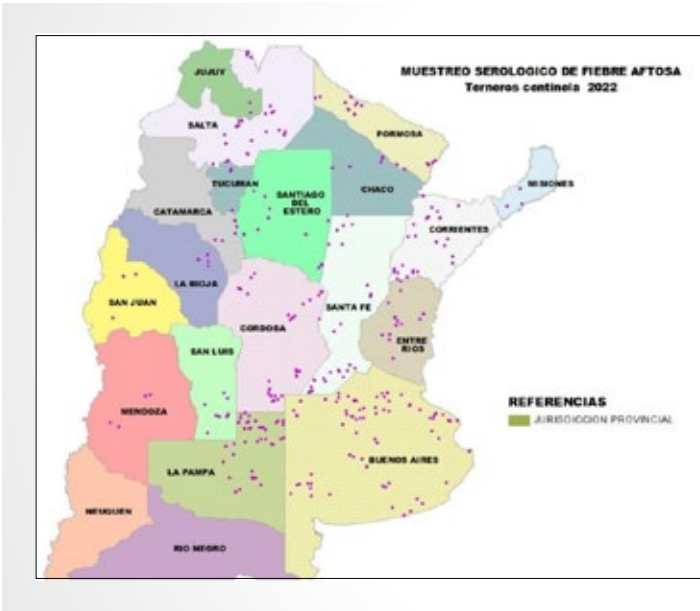 MUESTREO SEROLOGICO DE FIEBRE AFTOSA
Terneros centinela 2022
JUJUY
SALTA
FORMOSA
TUCUMAN
SANTIAGO
DEL
ESTERO
CHACO
MISIONES
CATAMARCA
CORRIENTES
LA RIOJA
SAN JUAN
SANTA FE
CORDOBA
ENTRE
RIOS
SAN LUIS
REFERENCIAS
JURISDICCION PROVINCIAL
MENDOZA
BUENOS AIRES
LA PAMPA
NEUQUEN
RIO NEGRO